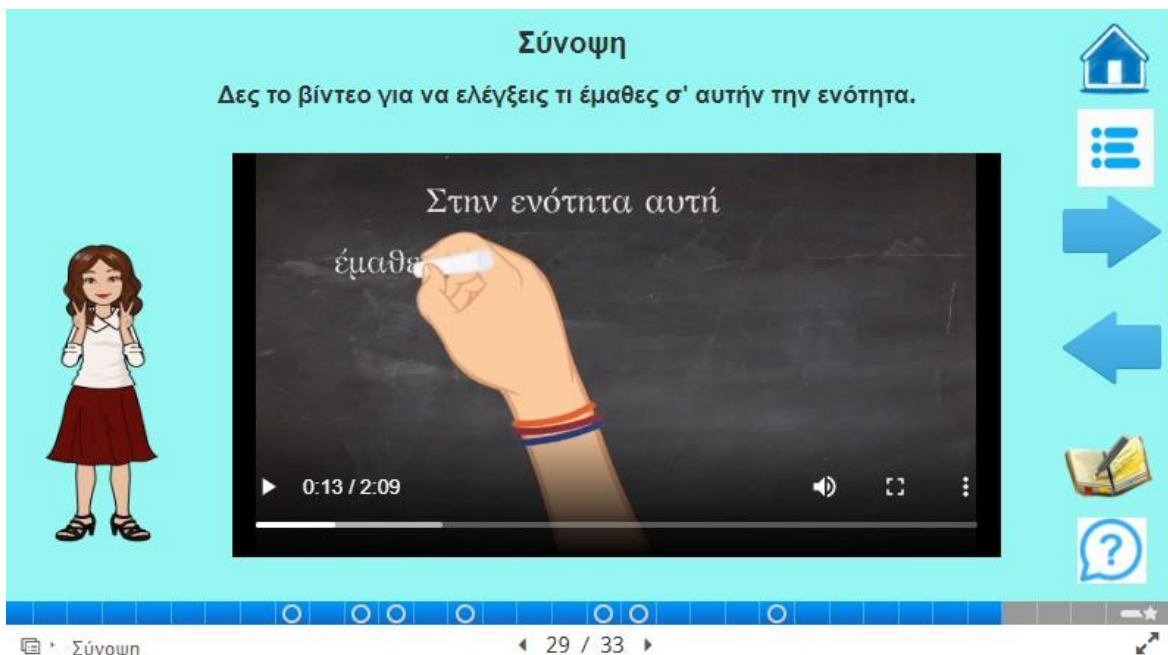 Σύνοψη
Δες το βίντεο για να ελέγξεις τι έμαθες σ' αυτήν την ενότητα.
Στην ενότητα αυτή
έμαθε
0:13 / 2:09
?
Σύνοψη
29 / 33